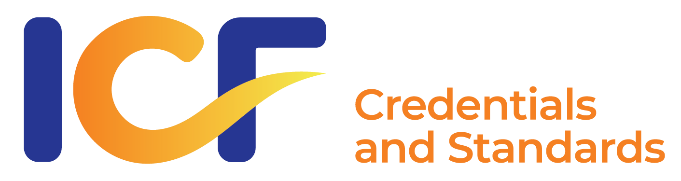 ICF
Credentials
and Standards